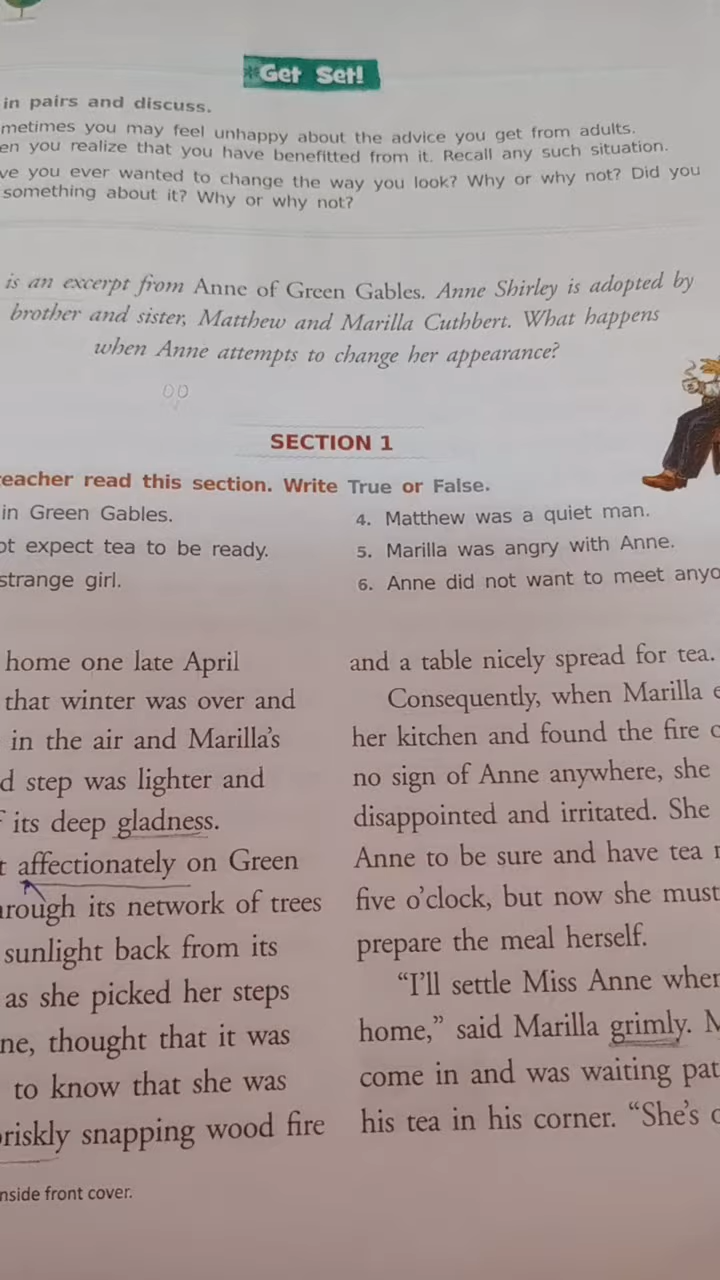 Get Set!
in pairs and discuss.
metimes you may feel unhappy about the advice you get from adults.
en you realize that you have benefitted from it. Recall any such situation.
ve you ever wanted to change the way you look? Why or why not? Did you
something about it? Why or why not?
is an excerpt from Anne of Green Gables. Anne Shirley is adopted by
brother and sister, Matthew and Marilla Cuthbert. What happens
when Anne attempts to change her appearance?
SECTION 1
eacher read this section. Write True or False.
in Green Gables.
ot expect tea to be ready.
strange girl.
4. Matthew was a quiet man.
5. Marilla was angry with Anne.
6. Anne did not want to meet anyo
home one late April
that winter was over and
in the air and Marilla's
d step was lighter and
its deep gladness.
t affectionately on Green
hrough its network of trees
sunlight back from its
as she picked her steps
ne, thought that it was
to know that she was
briskly snapping wood fire
nside front cover.
and a table nicely spread for tea.
Consequently, when Marilla e
her kitchen and found the fire o
no sign of Anne anywhere, she
disappointed and irritated. She
Anne to be sure and have tea r
five o'clock, but now she must
prepare the meal herself.
"I'll settle Miss Anne when
home," said Marilla grimly. M
come in and was waiting pat
his tea in his corner. "She's o